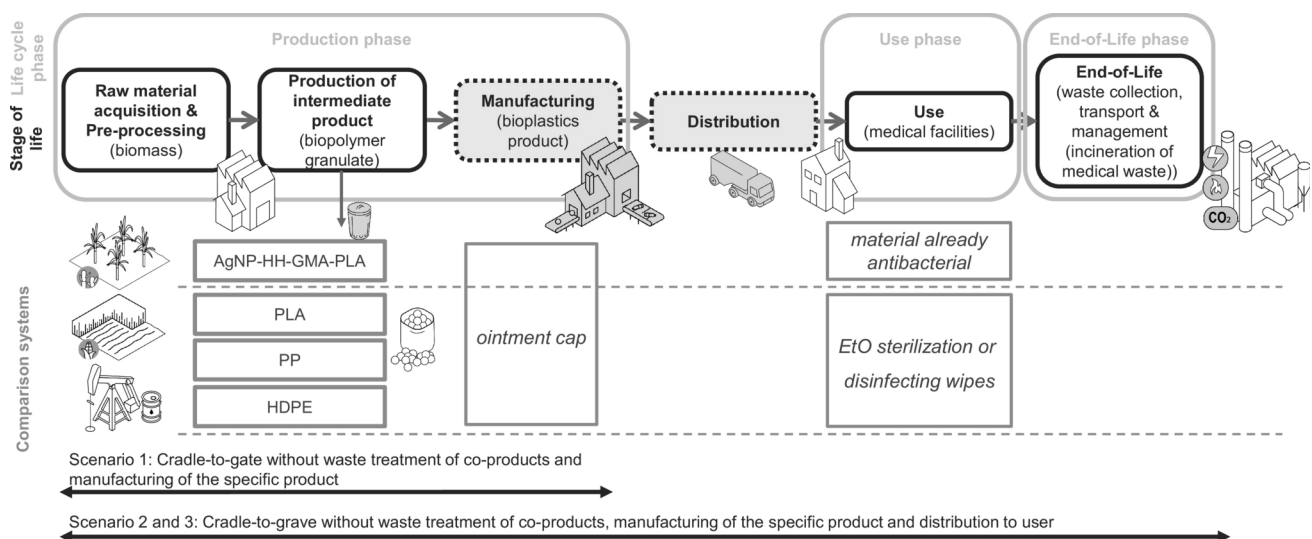 Life cycle phase
Production phase
Use phase
End-of-Life phase
Stage of life
Raw material
acquisition &
Pre-processing
(biomass)
Production of
intermediate
product
(biopolymer
granulate)
Manufacturing
(bioplastics
product)
Distribution
Use
(medical facilities)
End-of-Life
(waste collection,
transport &
management
(incineration of
medical waste))
CO₂
Comparison systems
AgNP-HH-GMA-PLA
PLA
PP
HDPE
ointment cap
material already
antibacterial
EtO sterilization or
disinfecting wipes
Scenario 1: Cradle-to-gate without waste treatment of co-products and
manufacturing of the specific product
Scenario 2 and 3: Cradle-to-grave without waste treatment of co-products, manufacturing of the specific product and distribution to user